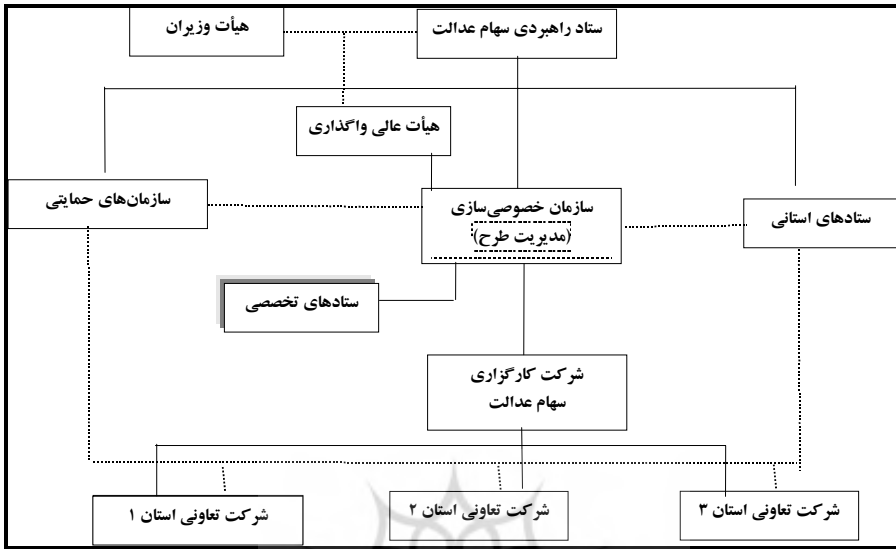 ستاد راهبردی سهام عدالت
هیأت وزیران
هیأت عالی واگذاری
سازمان‌های حمایتی
سازمان خصوصی‌سازی
(مدیریت طرح)
ستادهای استانی
ستادهای تخصصی
شرکت کارگزاری
سهام عدالت
شرکت تعاونی استان ۳
شرکت تعاونی استان ۲
شرکت تعاونی استان ۱